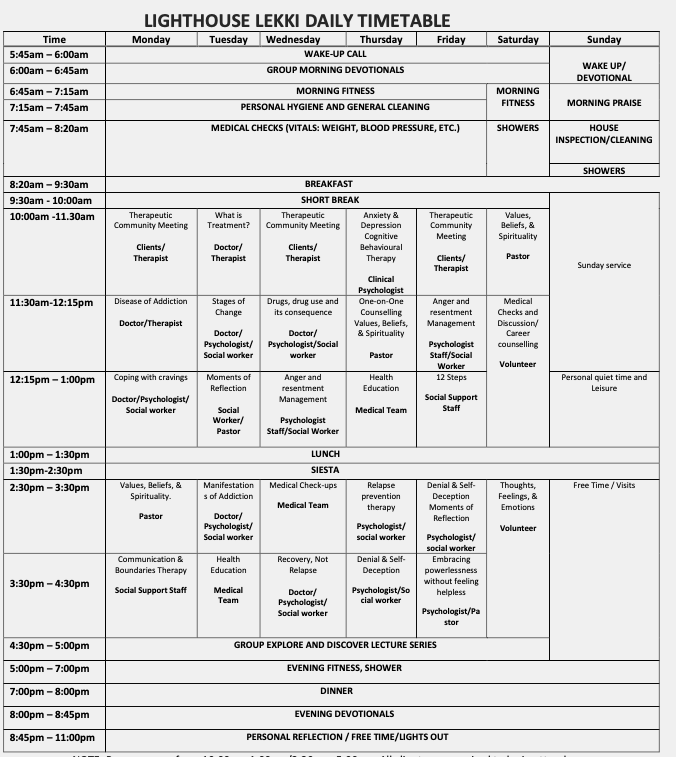 LIGHTHOUSE LEKKI DAILY TIMETABLE
Time Monday Tuesday Wednesday Thursday Friday Saturday Sunday
5:45am – 6:00am WAKE-UP CALL
6:00am – 6:45am GROUP MORNING DEVOTIONALS
WAKE UP/
DEVOTIONAL
6:45am – 7:15am MORNING FITNESS
7:15am – 7:45am PERSONAL HYGIENE AND GENERAL CLEANING
MORNING
FITNESS
MORNING PRAISE
7:45am – 8:20am MEDICAL CHECKS (VITALS: WEIGHT, BLOOD PRESSURE, ETC.) SHOWERS
HOUSE
INSPECTION/CLEANING
SHOWERS
8:20am – 9:30am BREAKFAST
9:30am - 10:00am SHORT BREAK
10:00am -11.30am
Therapeutic
Community Meeting
Clients/
Therapist
What is
Treatment?
Doctor/
Therapist
Therapeutic
Community Meeting
Clients/
Therapist
Anxiety &
Depression
Cognitive
Behavioural
Therapy
Clinical
Psychologist
Therapeutic
Community
Meeting
Clients/
Therapist
Values,
Beliefs, &
Spirituality
Pastor
Sunday service
11:30am-12:15pm
Disease of Addiction
Doctor/Therapist
Stages of
Change
Doctor/
Psychologist/
Social worker
Drugs, drug use and
its consequence
Doctor/
Psychologist/Social
worker
One-on-One
Counselling
Values, Beliefs,
& Spirituality
Pastor
Anger and
resentment
Management
Psychologist
Staff/Social
Worker
Medical
Checks and
Discussion/
Career
counselling
Volunteer
12:15pm – 1:00pm
Coping with cravings
Doctor/Psychologist/
Social worker
Moments of
Reflection
Social
Worker/
Pastor
Anger and
resentment
Management
Psychologist
Staff/Social Worker
Health
Education
Medical Team
12 Steps
Social Support
Staff
Personal quiet time and
Leisure
1:00pm – 1:30pm LUNCH
1:30pm-2:30pm SIESTA
2:30pm – 3:30pm
Values, Beliefs, &
Spirituality.
Pastor
Manifestation
s of Addiction
Doctor/
Psychologist/
Social worker
Medical Check-ups
Medical Team
Relapse
prevention
therapy
Psychologist/
social worker
Denial & Self-
Deception
Moments of
Reflection
Psychologist/
social worker
Thoughts,
Feelings, &
Emotions
Volunteer
Free Time / Visits
3:30pm – 4:30pm
Communication &
Boundaries Therapy
Social Support Staff
Health
Education
Medical
Team
Recovery, Not
Relapse
Doctor/
Psychologist/
Social worker
Denial & Self-
Deception
Psychologist/So
cial worker
Embracing
powerlessness
without feeling
helpless
Psychologist/Pa
stor
4:30pm – 5:00pm GROUP EXPLORE AND DISCOVER LECTURE SERIES
5:00pm – 7:00pm EVENING FITNESS, SHOWER
7:00pm – 8:00pm DINNER
8:00pm – 8:45pm EVENING DEVOTIONALS
8:45pm – 11:00pm PERSONAL REFLECTION / FREE TIME/LIGHTS OUT